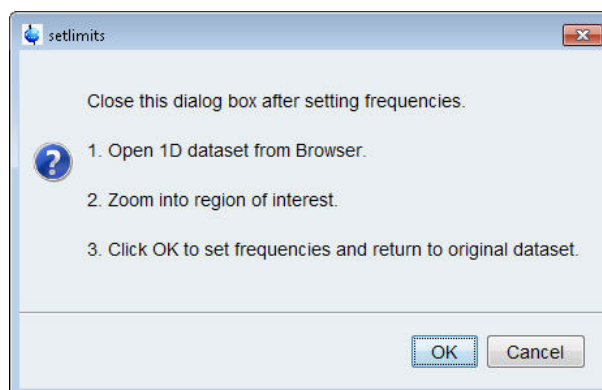 setlimits
Close this dialog box after setting frequencies.
1. Open 1D dataset from Browser.
2. Zoom into region of interest.
3. Click OK to set frequencies and return to original dataset.
OK
Cancel